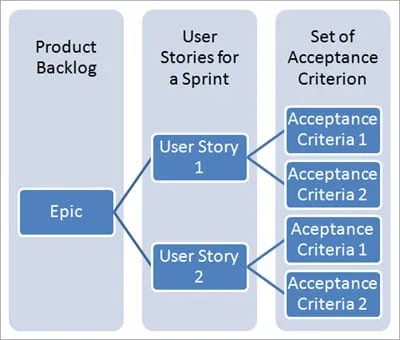 Product
Backlog
User
Stories for
a Sprint
Set of
Acceptance
Criterion
Epic
User Story
1
User Story
2
Acceptance
Criteria 1
Acceptance
Criteria 2
Aceptance
Criteria 1
Acceptance
Criteria 2